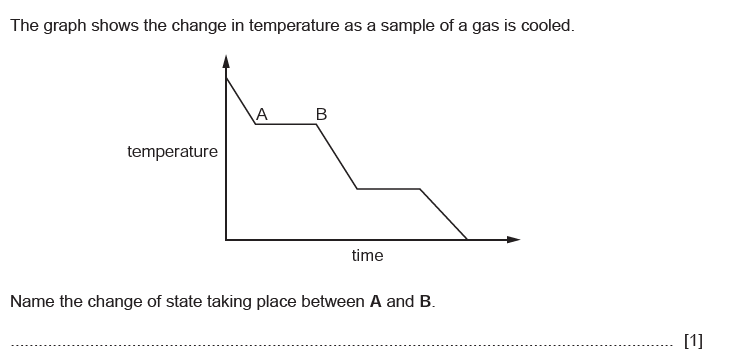 The graph shows the change in temperature as a sample of a gas is cooled.
A
B
temperature
time
Name the change of state taking place between A and B.
[1]